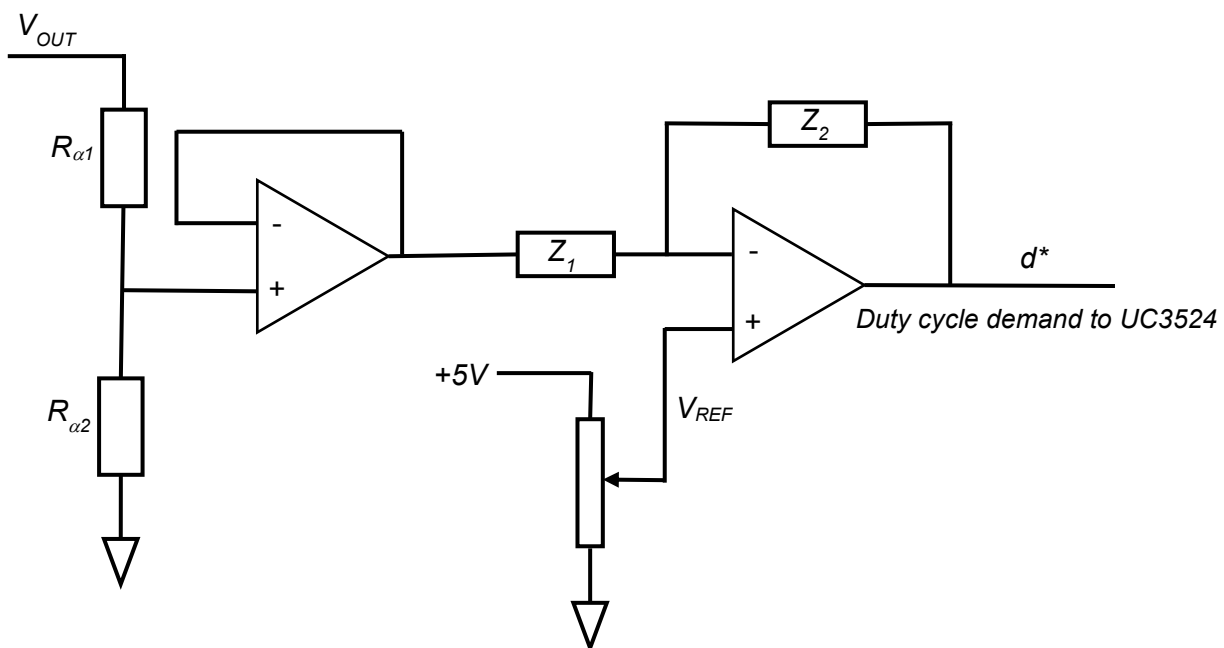 V_OUT
R_α1
Z_2
-
+
Z_1
-
+
d*
Duty cycle demand to UC3524
+5V
V_REF
R_α2